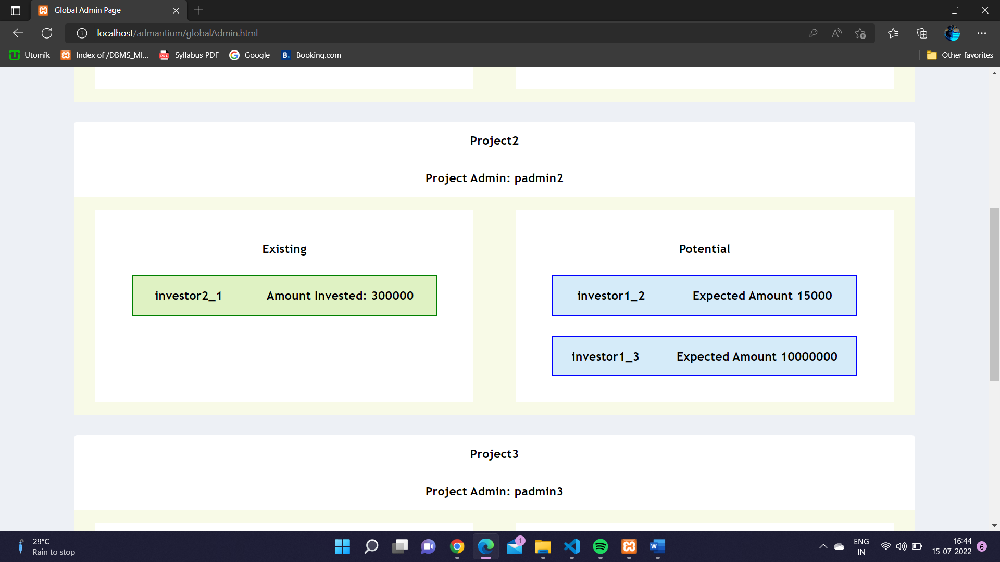 Global Admin Page
localhost/admantium/globalAdmin.html
Utomik
Index of /DBMS_MI...
PDF
Syllabus PDF
Google
B.
Booking.com
Other favorites
Project2
Project Admin: padmin2
Existing
investor2_1 Amount Invested: 300000
Potential
investor1_2 Expected Amount 15000
investor1_3 Expected Amount 10000000
Project3
Project Admin: padmin3
29°C
Rain to stop
1
W
ENG
IN
16:44
15-07-2022
6